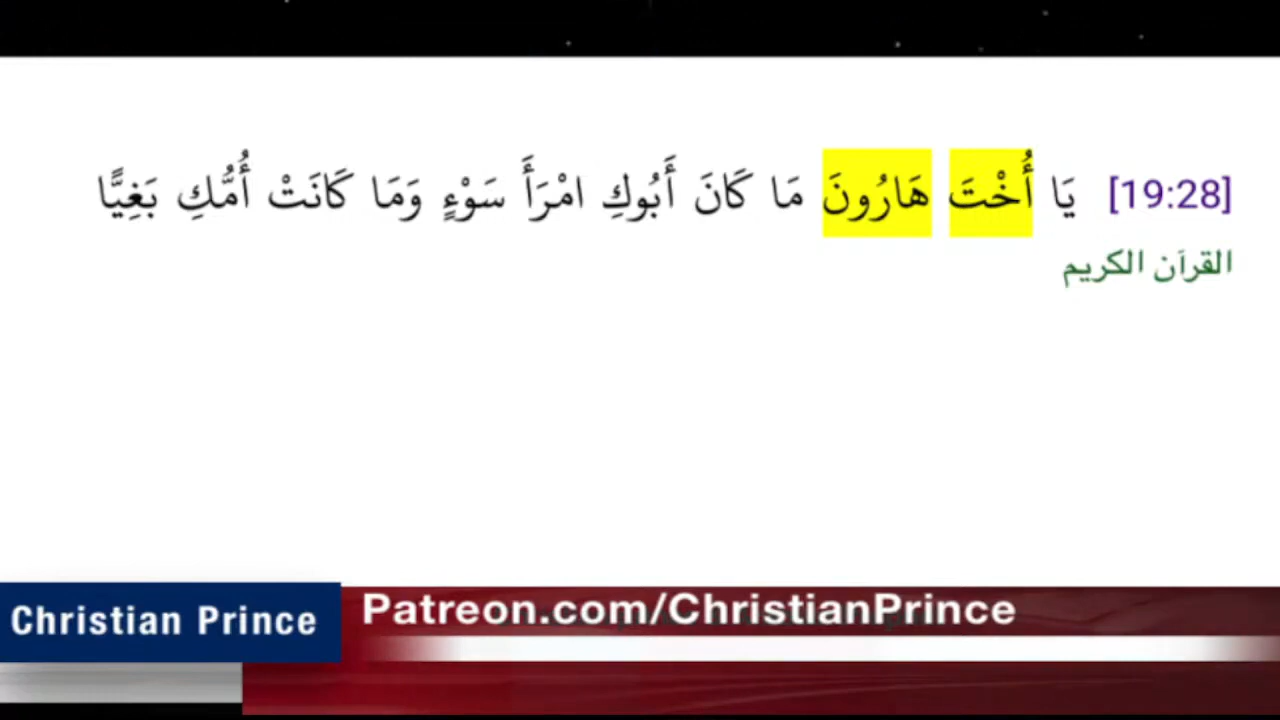 [19:28] يَا أُخْتَ هَارُونَ مَا كَانَ أَبُوكِ امْرَأَ سَوْءٍ وَمَا كَانَتْ أُمُّكِ بَغِيًّا
القرآن الكريم
Christian Prince
Patreon.com/ChristianPrince